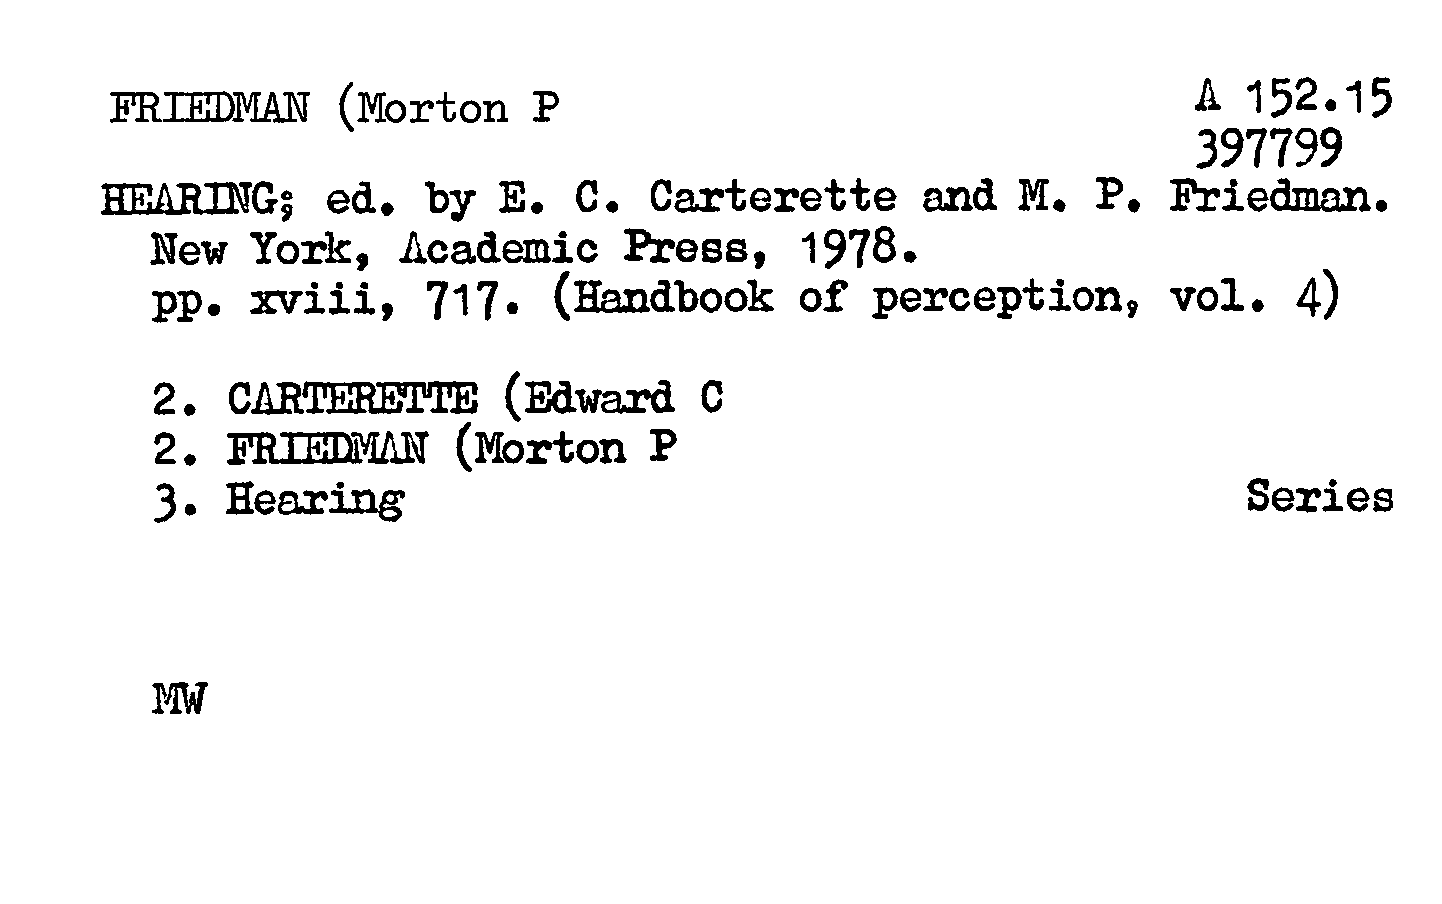 FRIEDMAN (Morton P A 152.15
397799
HEARING; ed. by E. C. Carterette and M. P. Friedman.
New York, Academic Press, 1978.
pp. xviii, 717. (Handbook of perception, vol. 4)
2. CARTERETTE (Edward C
2. FRIEDMAN (Morton P
3. Hearing Series
MW